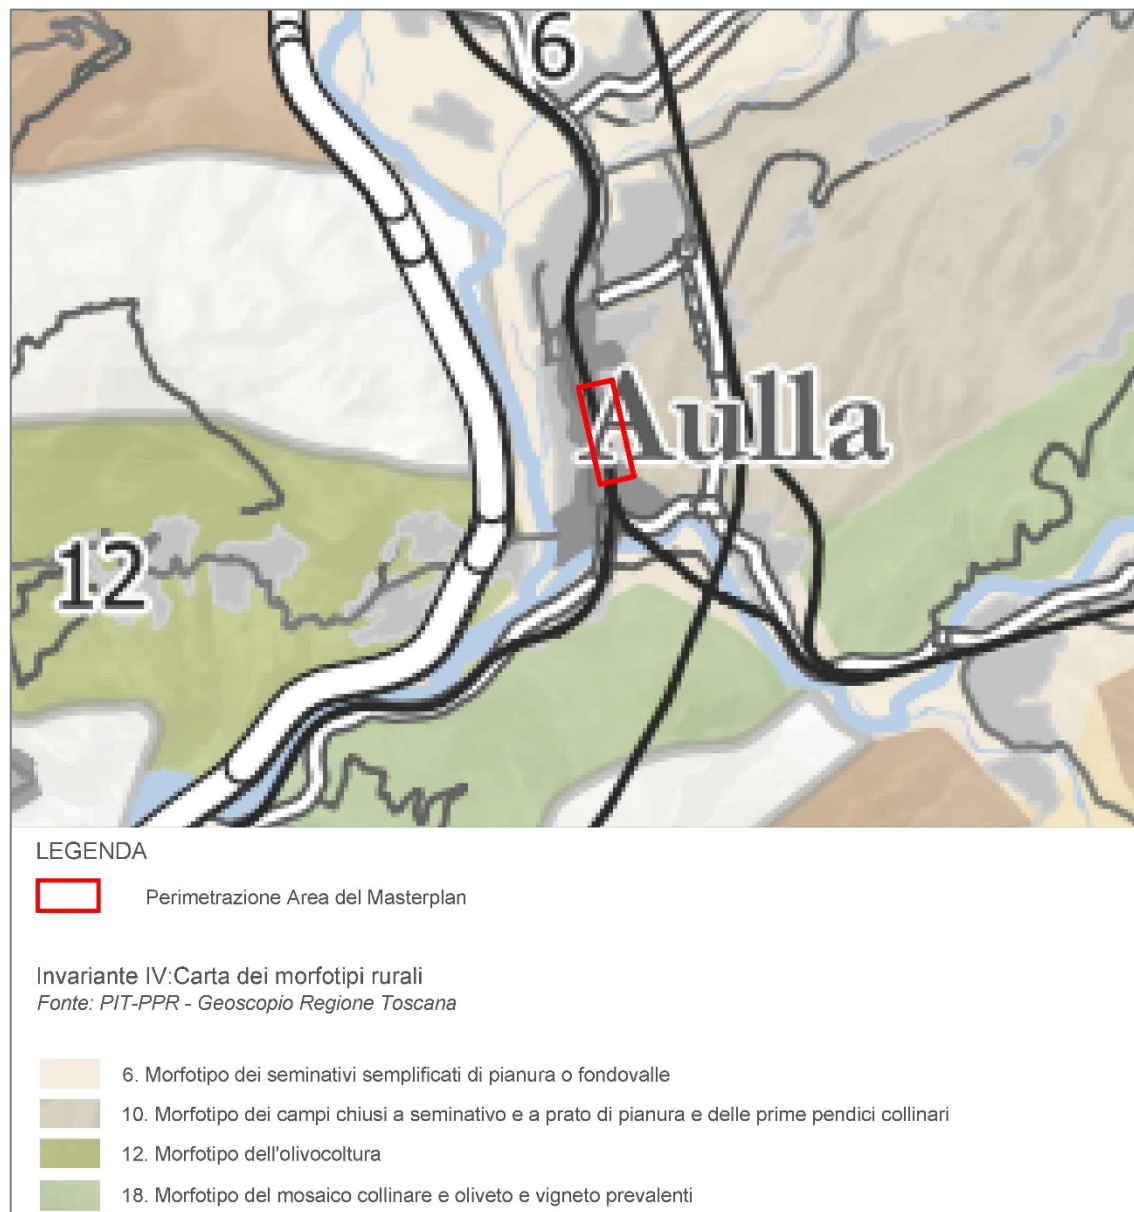 6
Aulla
12
LEGENDA
Perimetrazione Area del Masterplan
Invariante IV:Carta dei morfotipi rurali
Fonte: PIT-PPR - Geoscopio Regione Toscana
6. Morfotipo dei seminativi semplificati di pianura o fondovalle
10. Morfotipo dei campi chiusi a seminativo e a prato di pianura e delle prime pendici collinari
12. Morfotipo dell'olivocoltura
18. Morfotipo del mosaico collinare e oliveto e vigneto prevalenti